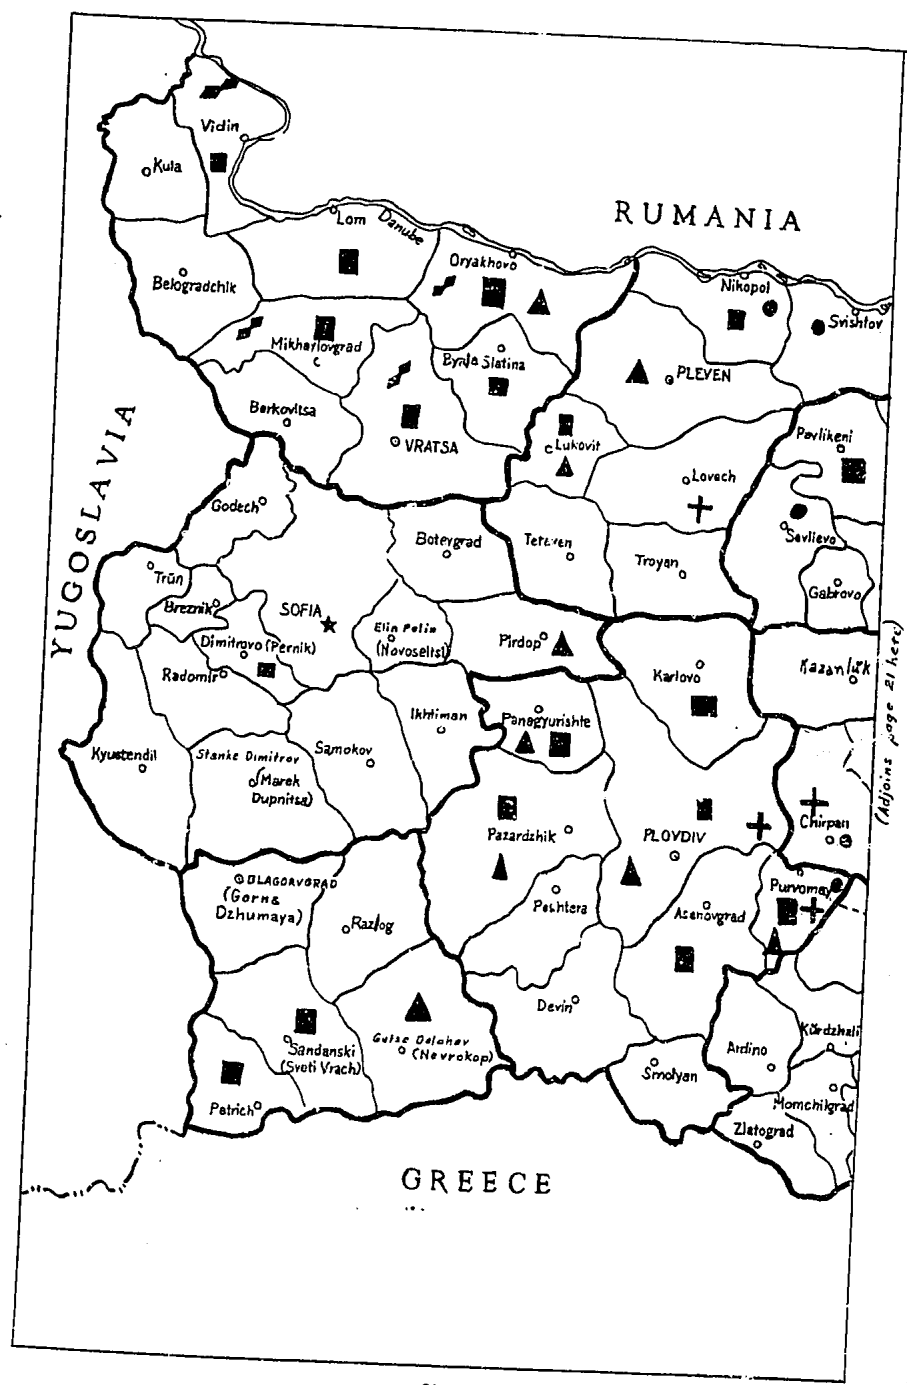 Vidin
Kula
RUMANIA
Lom
Danube
Oryakhovo
Belogradchik
Nikopol
Svishtov
Mikhaylovgrad
Byala Slatina
PLEVEN
Berkovitsa
VRATSA
Lukovit
Pavlikeni
YUGOSLAVIA
Lovech
Godech
Sevlievo
Botevgrad
Teteven
Troyan
Gabrovo
Trŭn
Breznik
SOFIA
Elin Pelin
(Novoseltsi)
Dimitrovo (Pernik)
Pirdop
Radomir
Karlovo
Kazanlŭk
(Adjoins page 21 here)
Ikhtiman
Panagyurishte
Kyustendil
Stanke Dimitrov
(Marek
Dupnitsa)
Samokov
Pazardzhik
PLOVDIV
Chirpan
BLAGOEVGRAD
(Gorna
Dzhumaya)
Razlog
Peshtera
Asenovgrad
Purvomay
Devin
Sandanski
(Sveti Vrach)
Gotse Delchev
(Nevrokop)
Ardino
Kŭrdzhali
Smolyan
Petrich
Momchilgrad
Zlatograd
GREECE